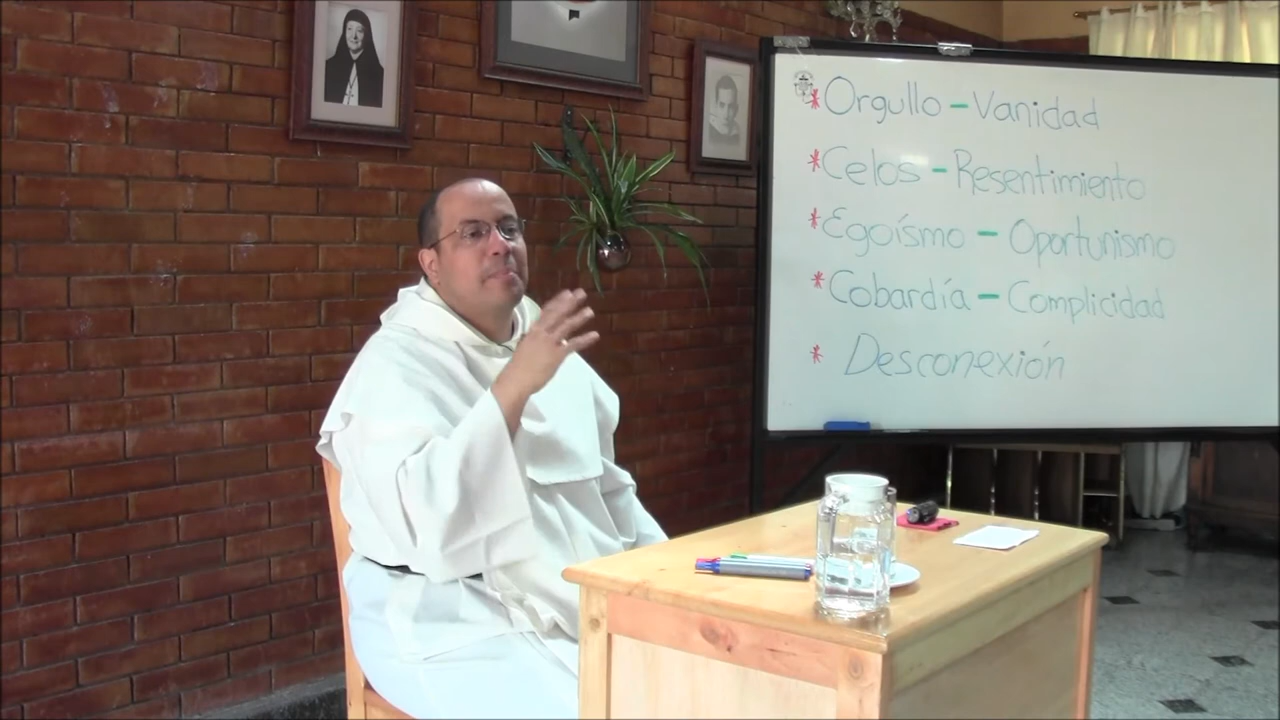 * Orgullo - Vanidad
* Celos - Resentimiento
* Egoísmo - Oportunismo
* Cobardía - Complicidad
* Desconexión